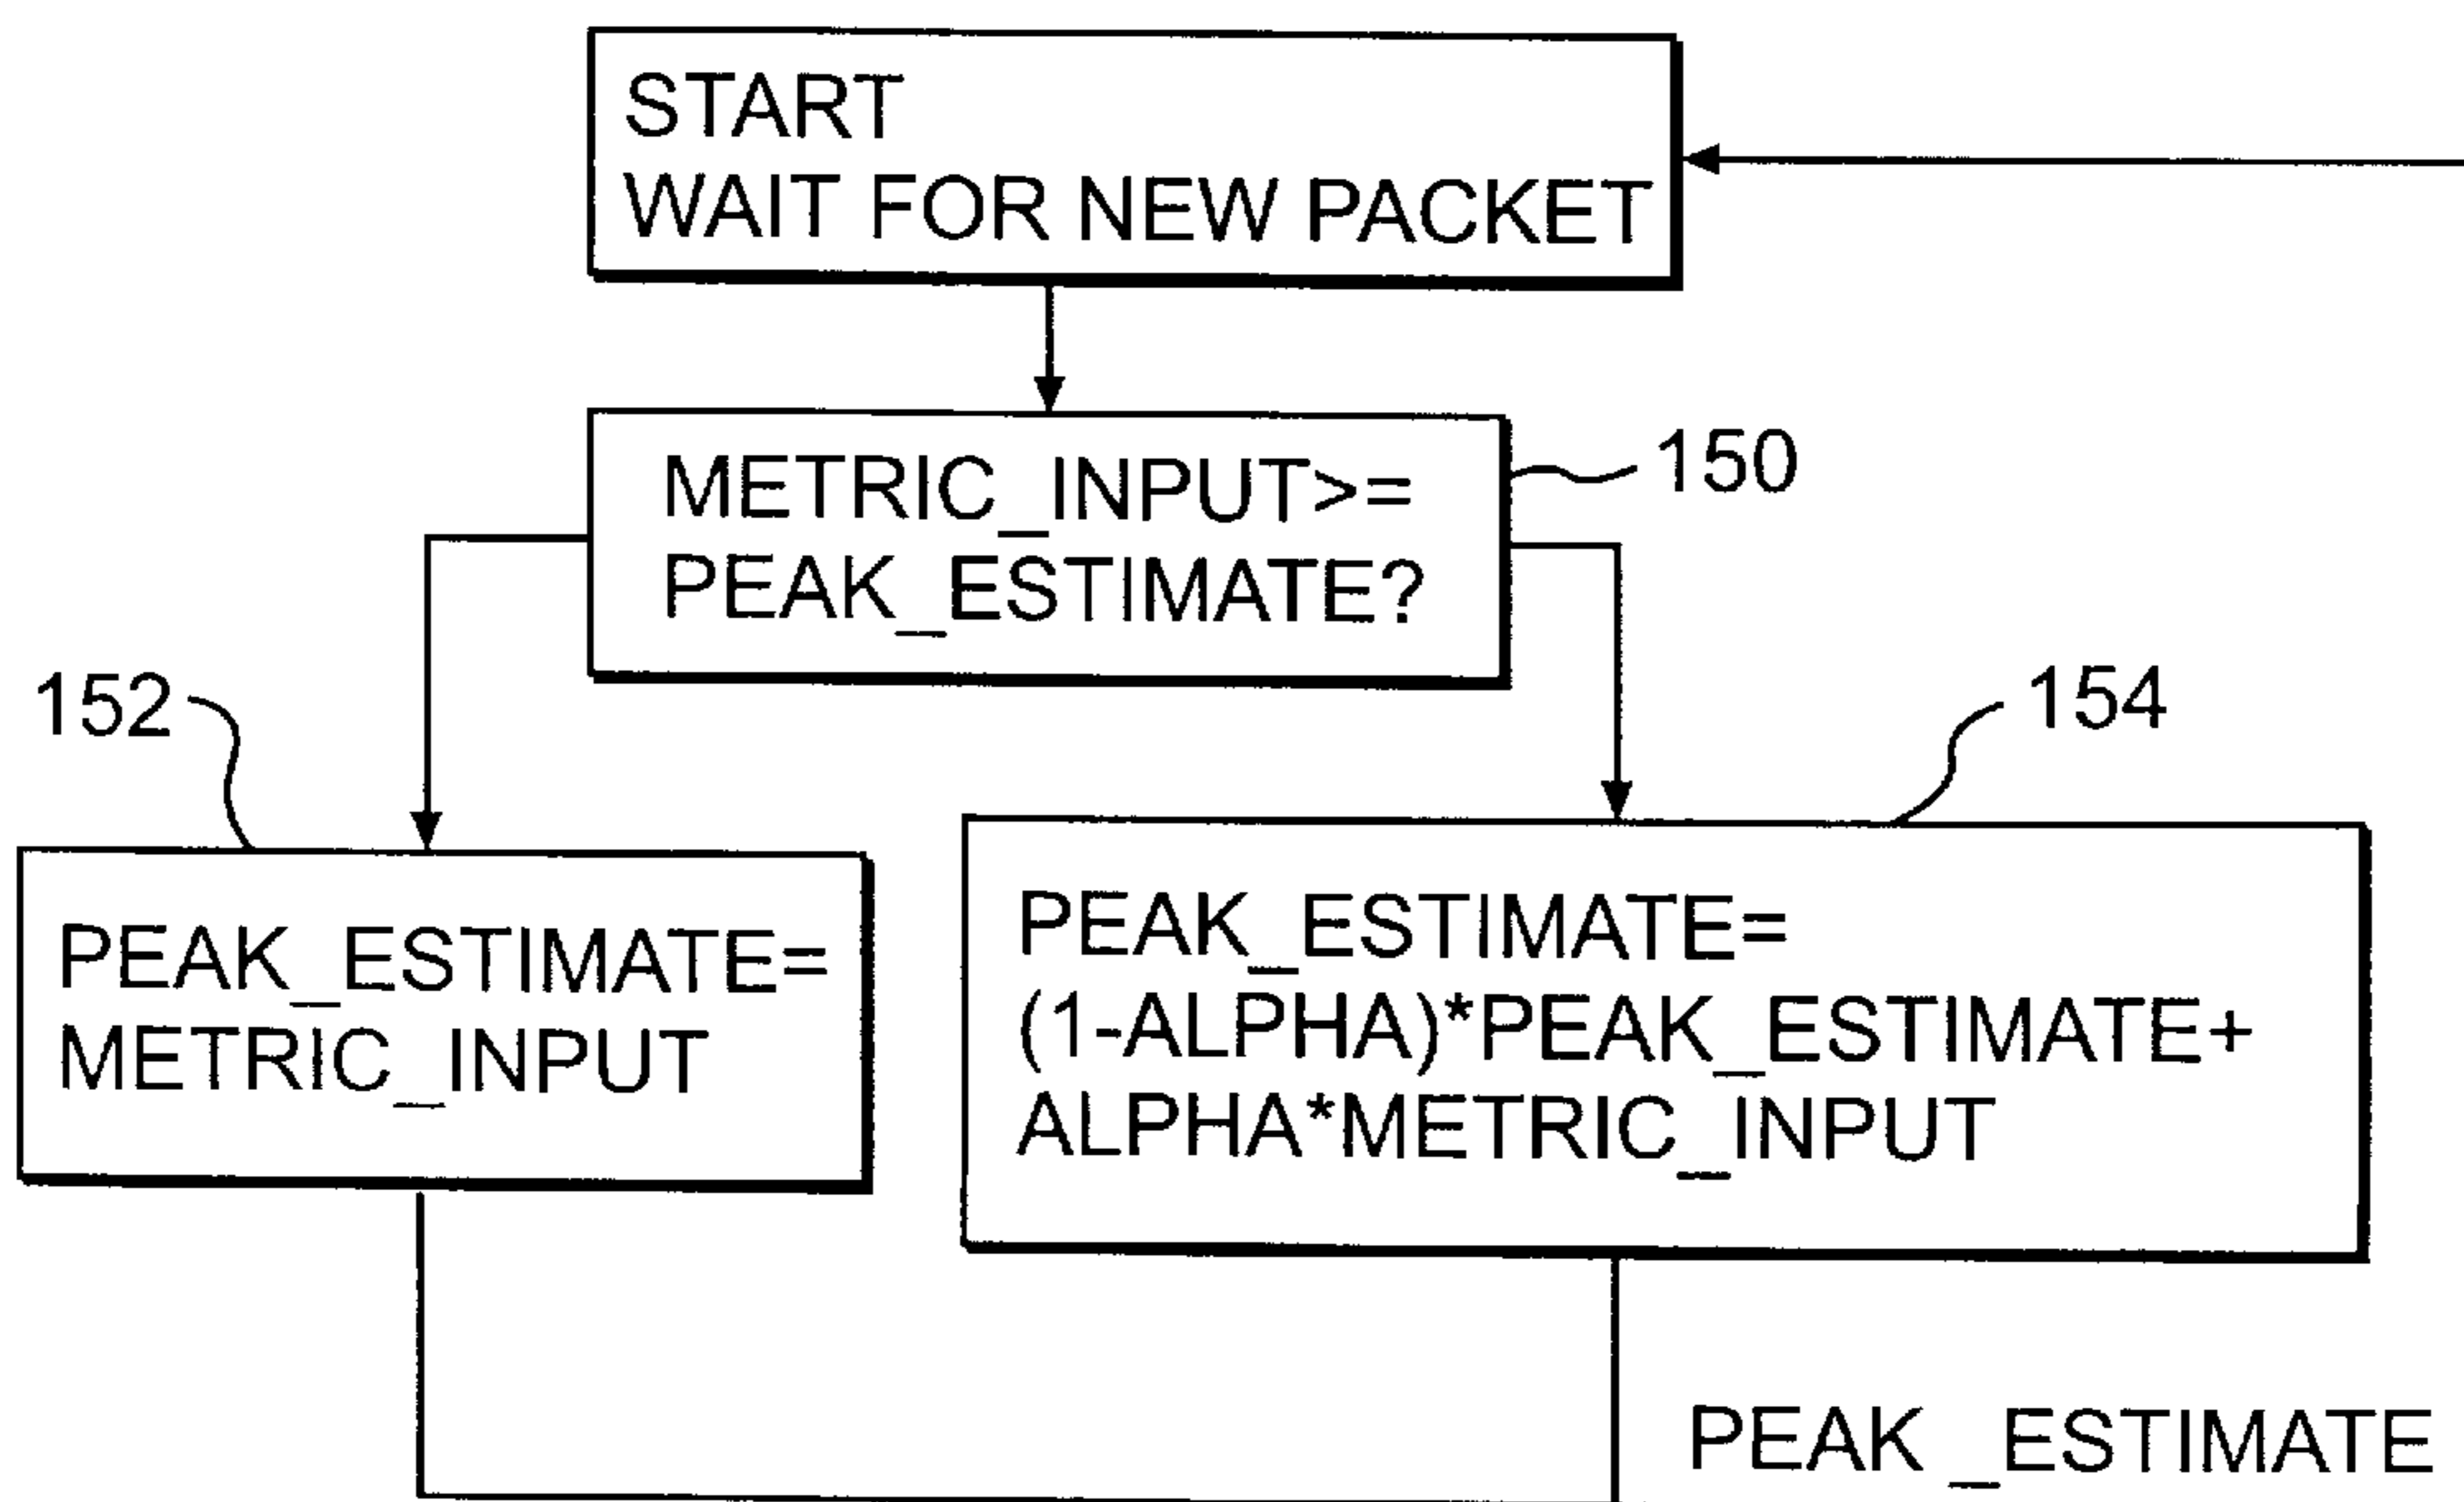 START
WAIT FOR NEW PACKET
METRIC_INPUT>=
PEAK_ESTIMATE?
150
152
154
PEAK_ESTIMATE=
METRIC_INPUT
PEAK_ESTIMATE=
(1-ALPHA)*PEAK_ESTIMATE+
ALPHA*METRIC_INPUT
PEAK _ESTIMATE